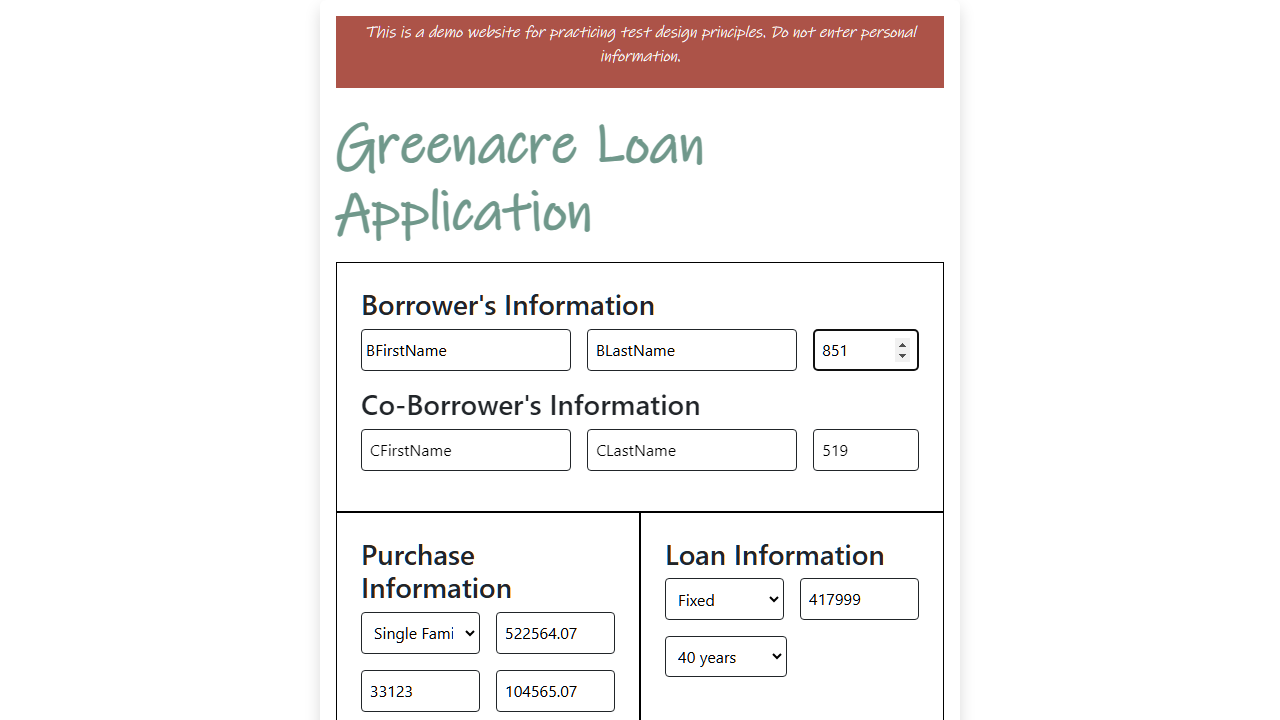 This is a demo website for practicing test design principles. Do not enter personal
information.
Greenacre Loan
Application
Borrower's Information
BFirstName BLastName 851
Co-Borrower's Information
CFirstName CLastName 519
Purchase
Information
Single Fami 522564.07
33123 104565.07
Loan Information
Fixed 417999
40 years